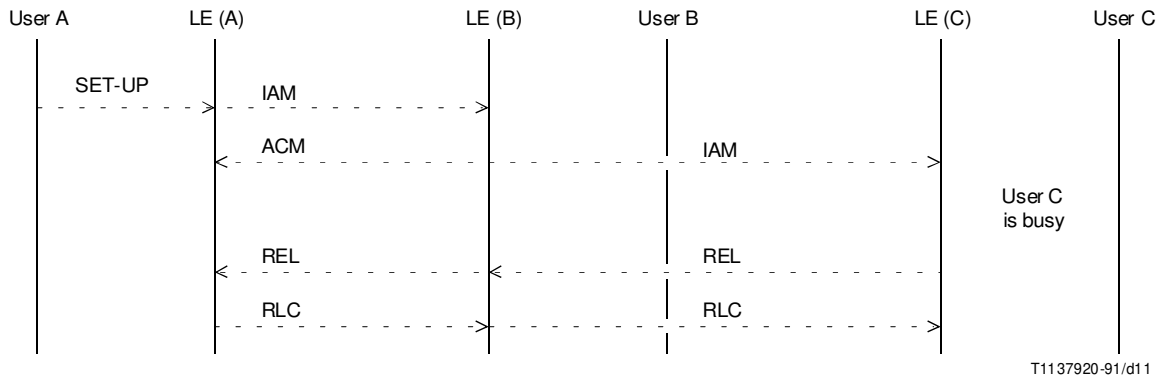 User A LE (A) LE (B) User B LE (C) User C
SET-UP IAM
ACM IAM
User C
is busy
REL REL
RLC RLC
T1137920-91/d11